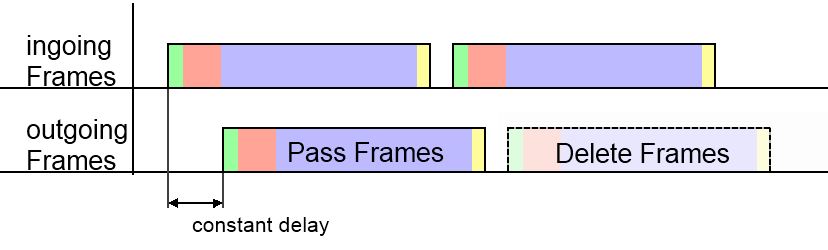 ingoing
Frames
outgoing
Frames
Pass Frames
Delete Frames
constant delay